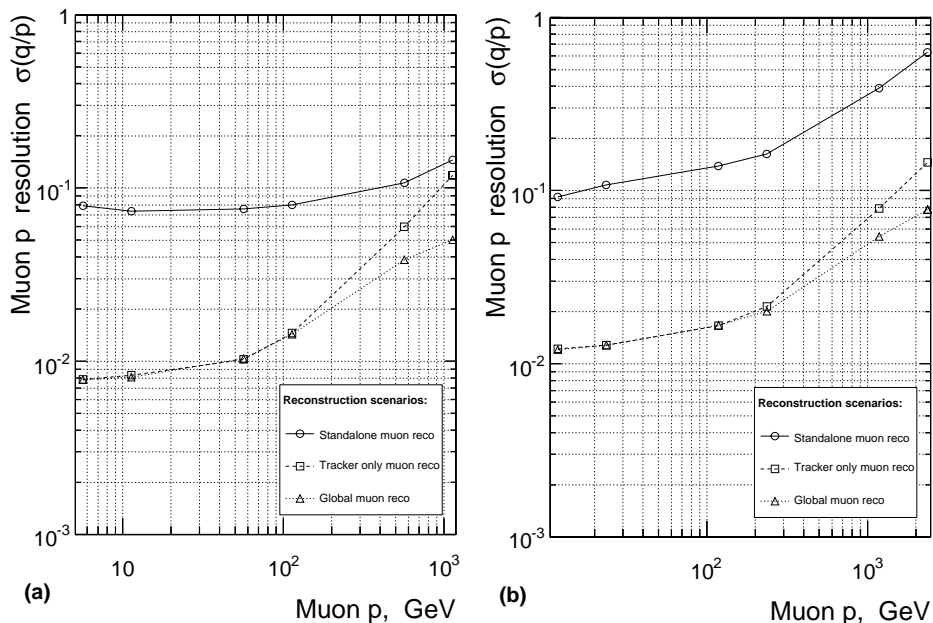 Muon p resolution σ(q/p)
1
10⁻¹
10⁻²
10⁻³
Reconstruction scenarios:
Standalone muon reco
Tracker only muon reco
Global muon reco
10
10²
10³
(a)
Muon p, GeV
Muon p resolution σ(q/p)
1
10⁻¹
10⁻²
10⁻³
Reconstruction scenarios:
Standalone muon reco
Tracker only muon reco
Global muon reco
10²
10³
(b)
Muon p, GeV